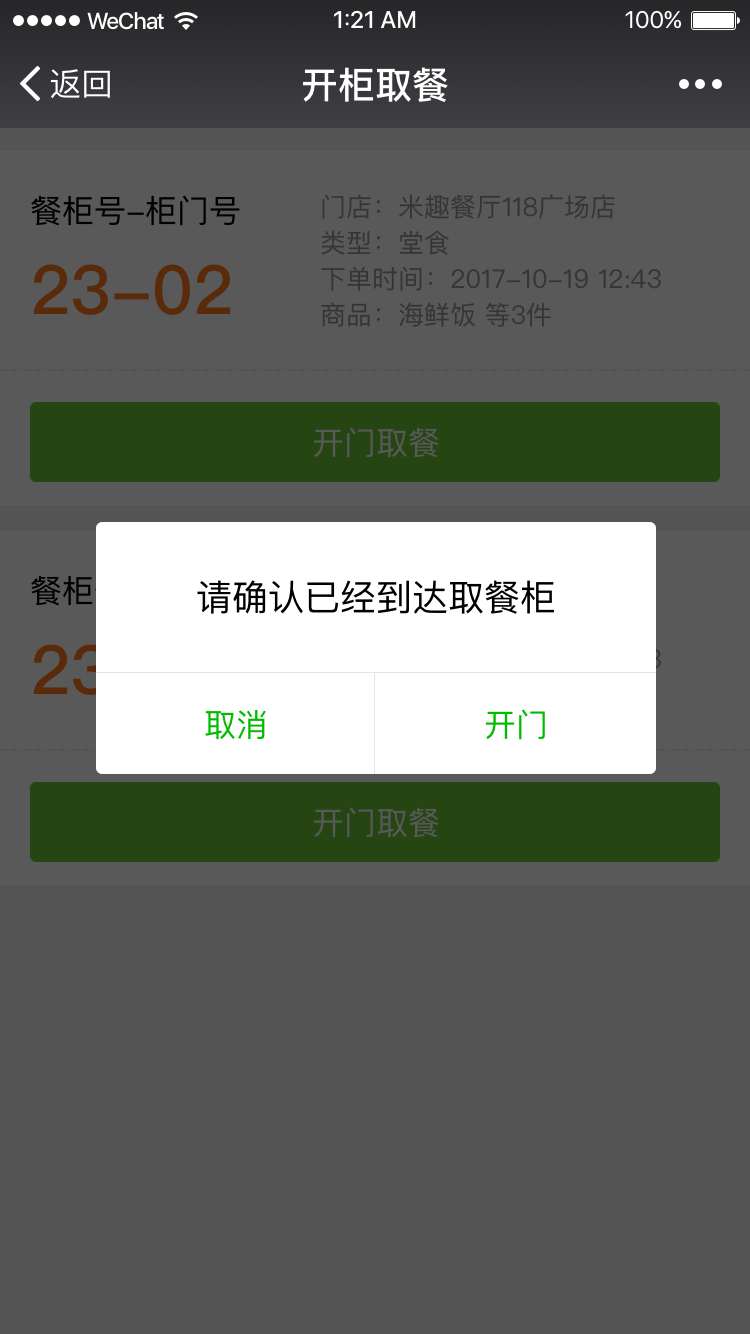 WeChat 1:21 AM 100%
返回 开柜取餐
餐柜号-柜门号
23-02
门店：米趣餐厅118广场店
类型：堂食
下单时间：2017-10-19 12:43
商品：海鲜饭 等3件
开门取餐
餐柜
23
请确认已经到达取餐柜
取消 开门
开门取餐